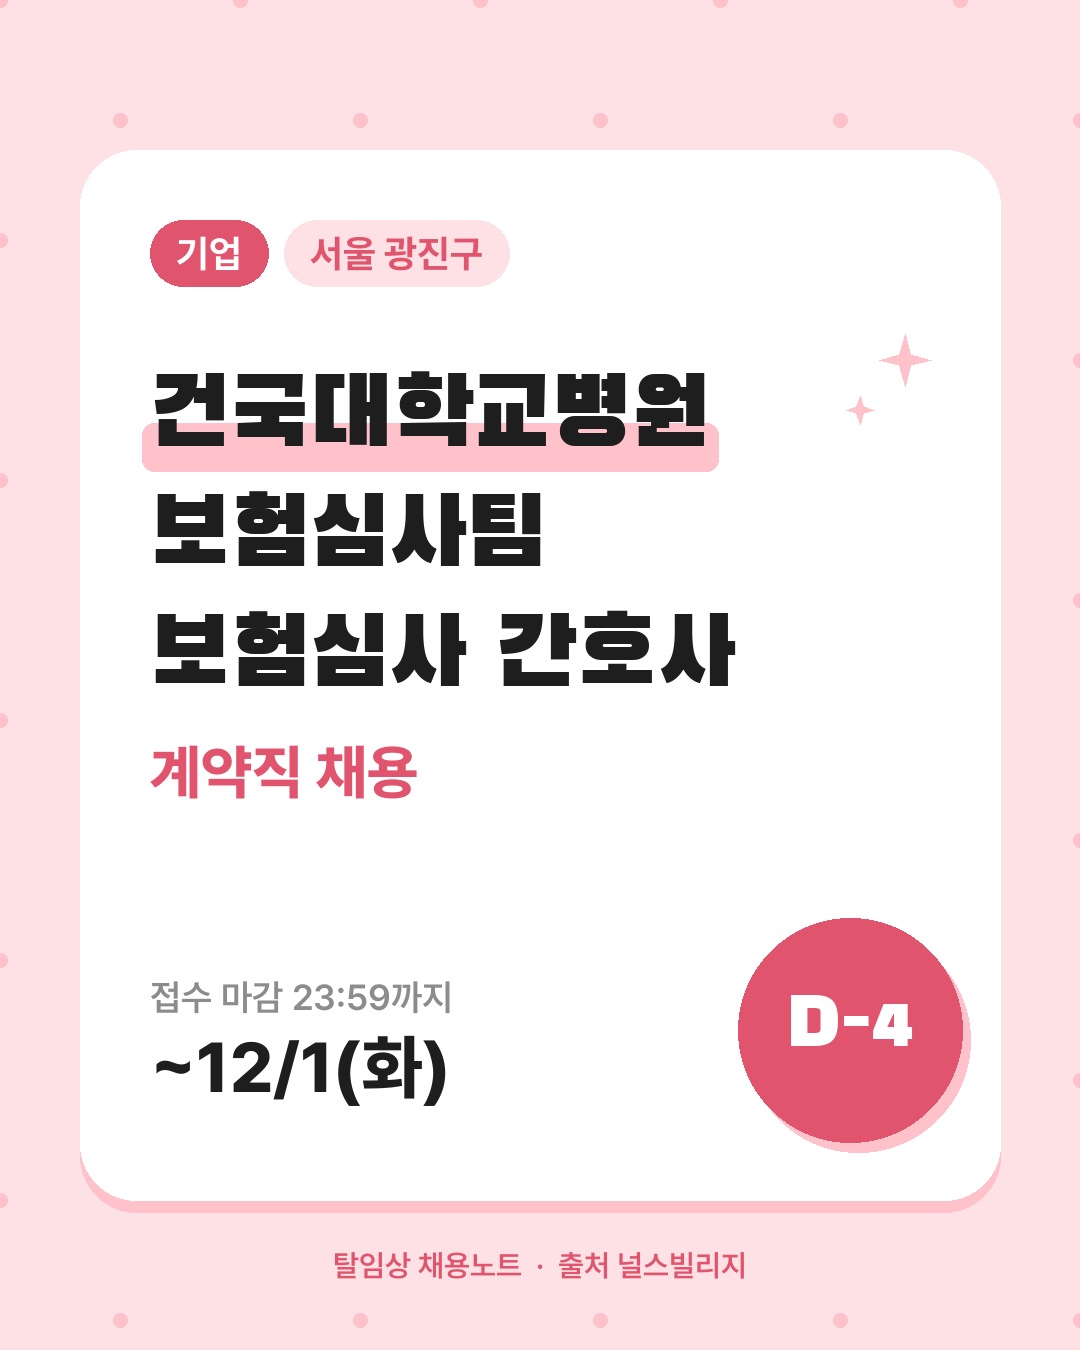 기업 서울 광진구
건국대학교병원
보험심사팀
보험심사 간호사
계약직 채용
접수 마감 23:59까지
~12/1(화)
D-4
탈임상 채용노트 · 출처 널스빌리지